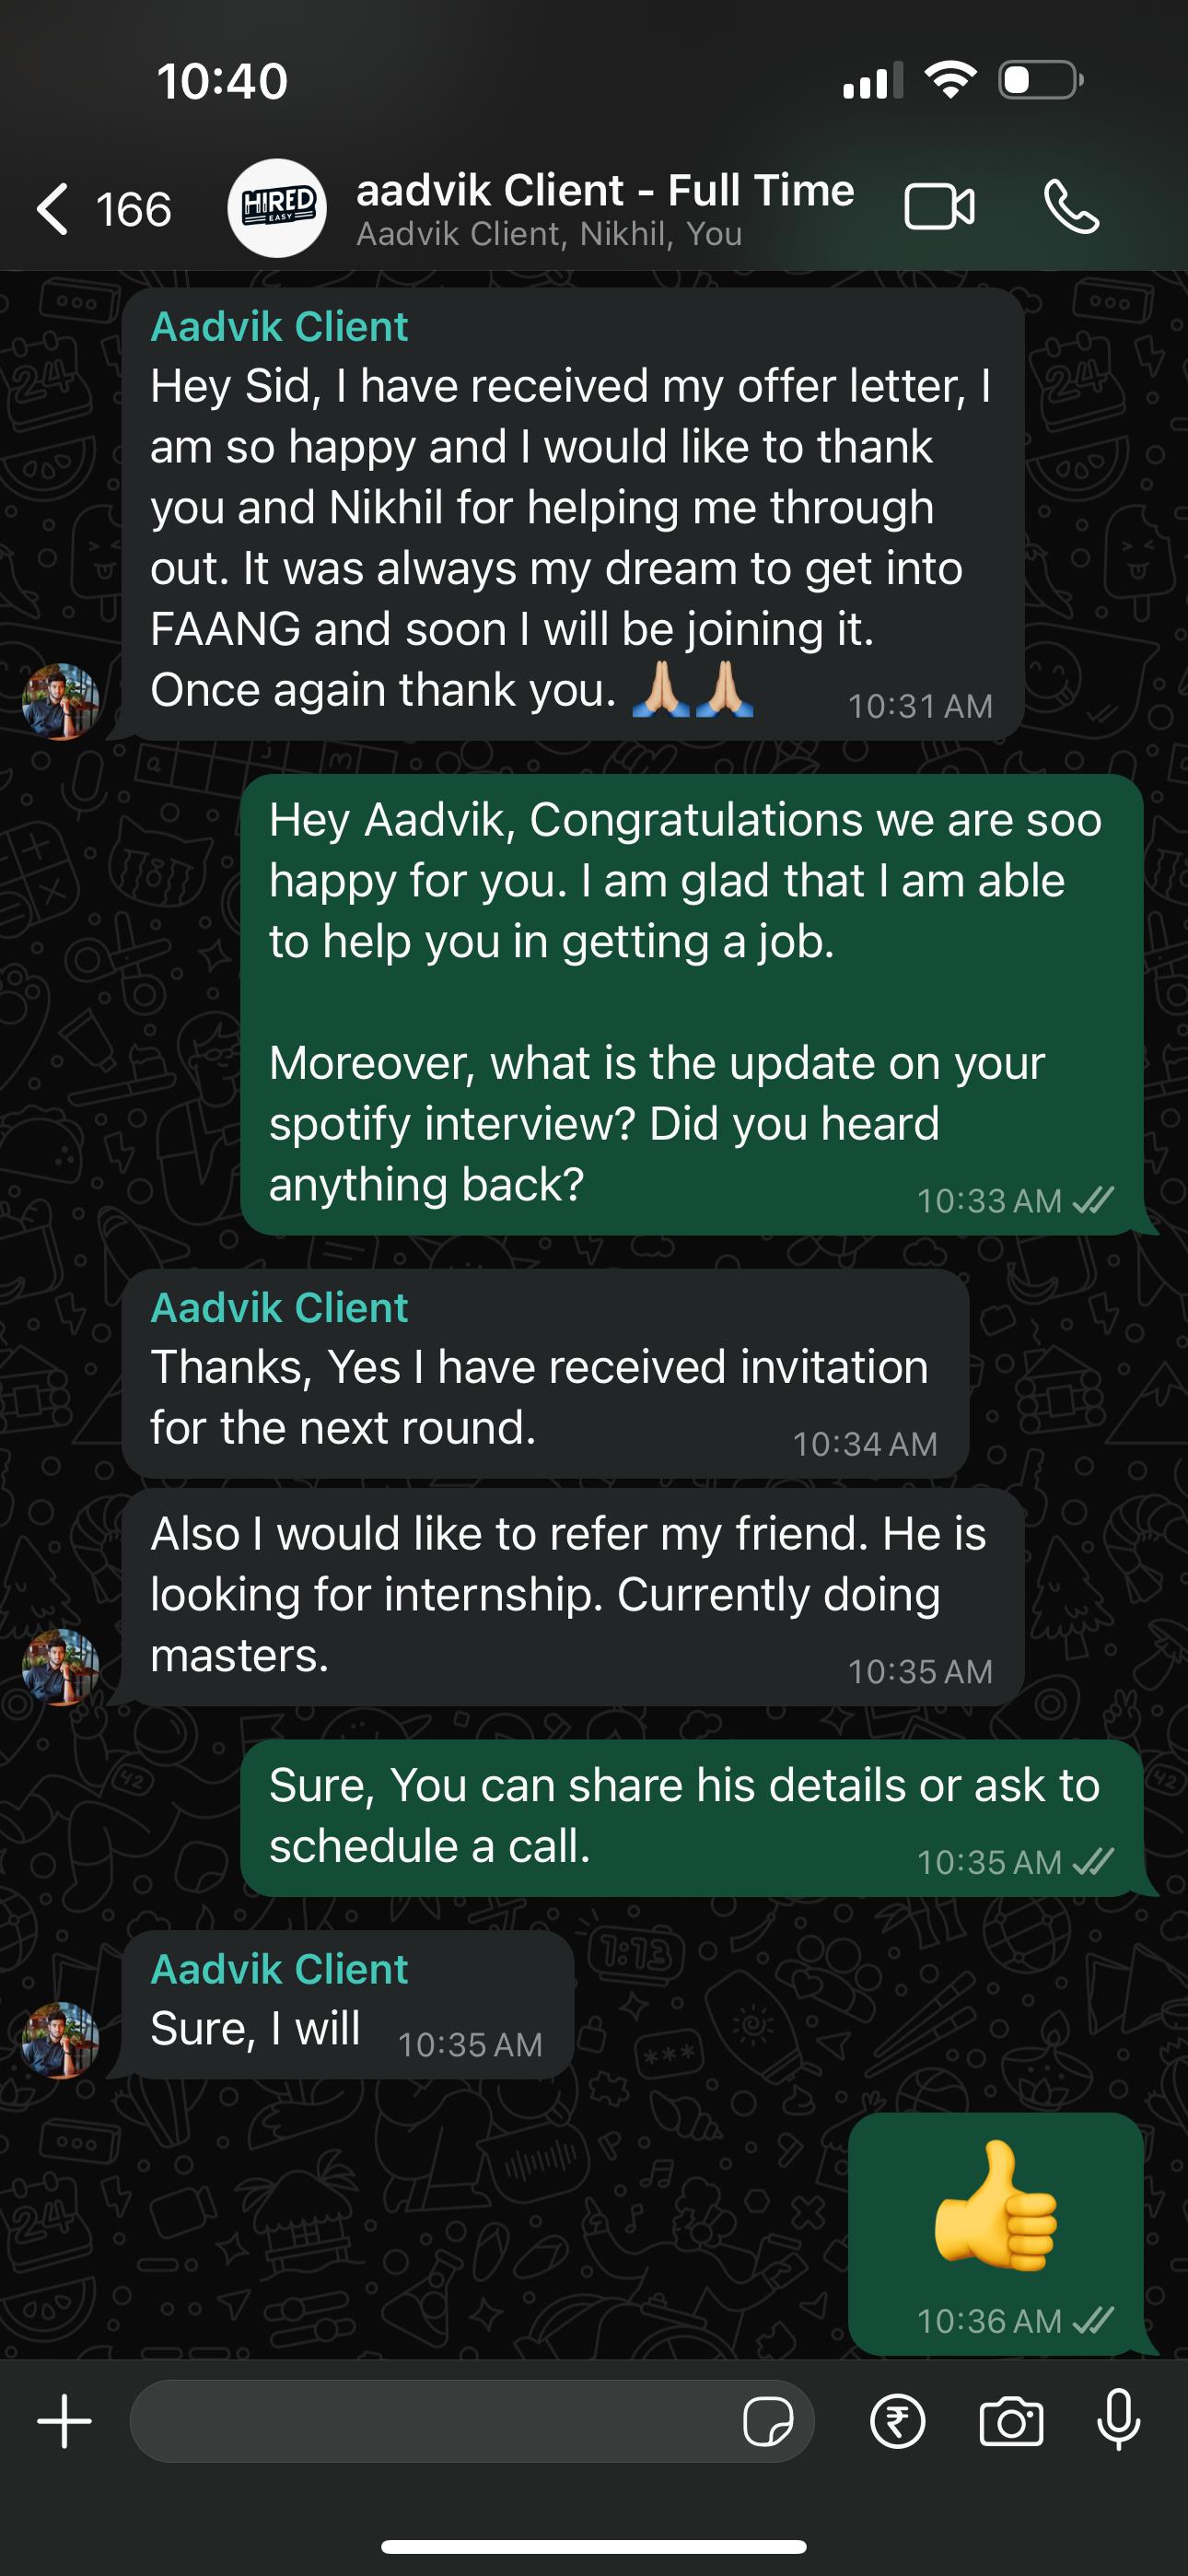 10:40
166
HIRED
EASY
aadvik Client - Full Time
Aadvik Client, Nikhil, You
Aadvik Client
Hey Sid, I have received my offer letter, I
am so happy and I would like to thank
you and Nikhil for helping me through
out. It was always my dream to get into
FAANG and soon I will be joining it.
Once again thank you. 🙏🏼🙏🏼
10:31 AM
Hey Aadvik, Congratulations we are soo
happy for you. I am glad that I am able
to help you in getting a job.
Moreover, what is the update on your
spotify interview? Did you heard
anything back?
10:33 AM
Aadvik Client
Thanks, Yes I have received invitation
for the next round.
10:34 AM
Also I would like to refer my friend. He is
looking for internship. Currently doing
masters.
10:35 AM
Sure, You can share his details or ask to
schedule a call.
10:35 AM
Aadvik Client
Sure, I will
10:35 AM
👍
10:36 AM
₹